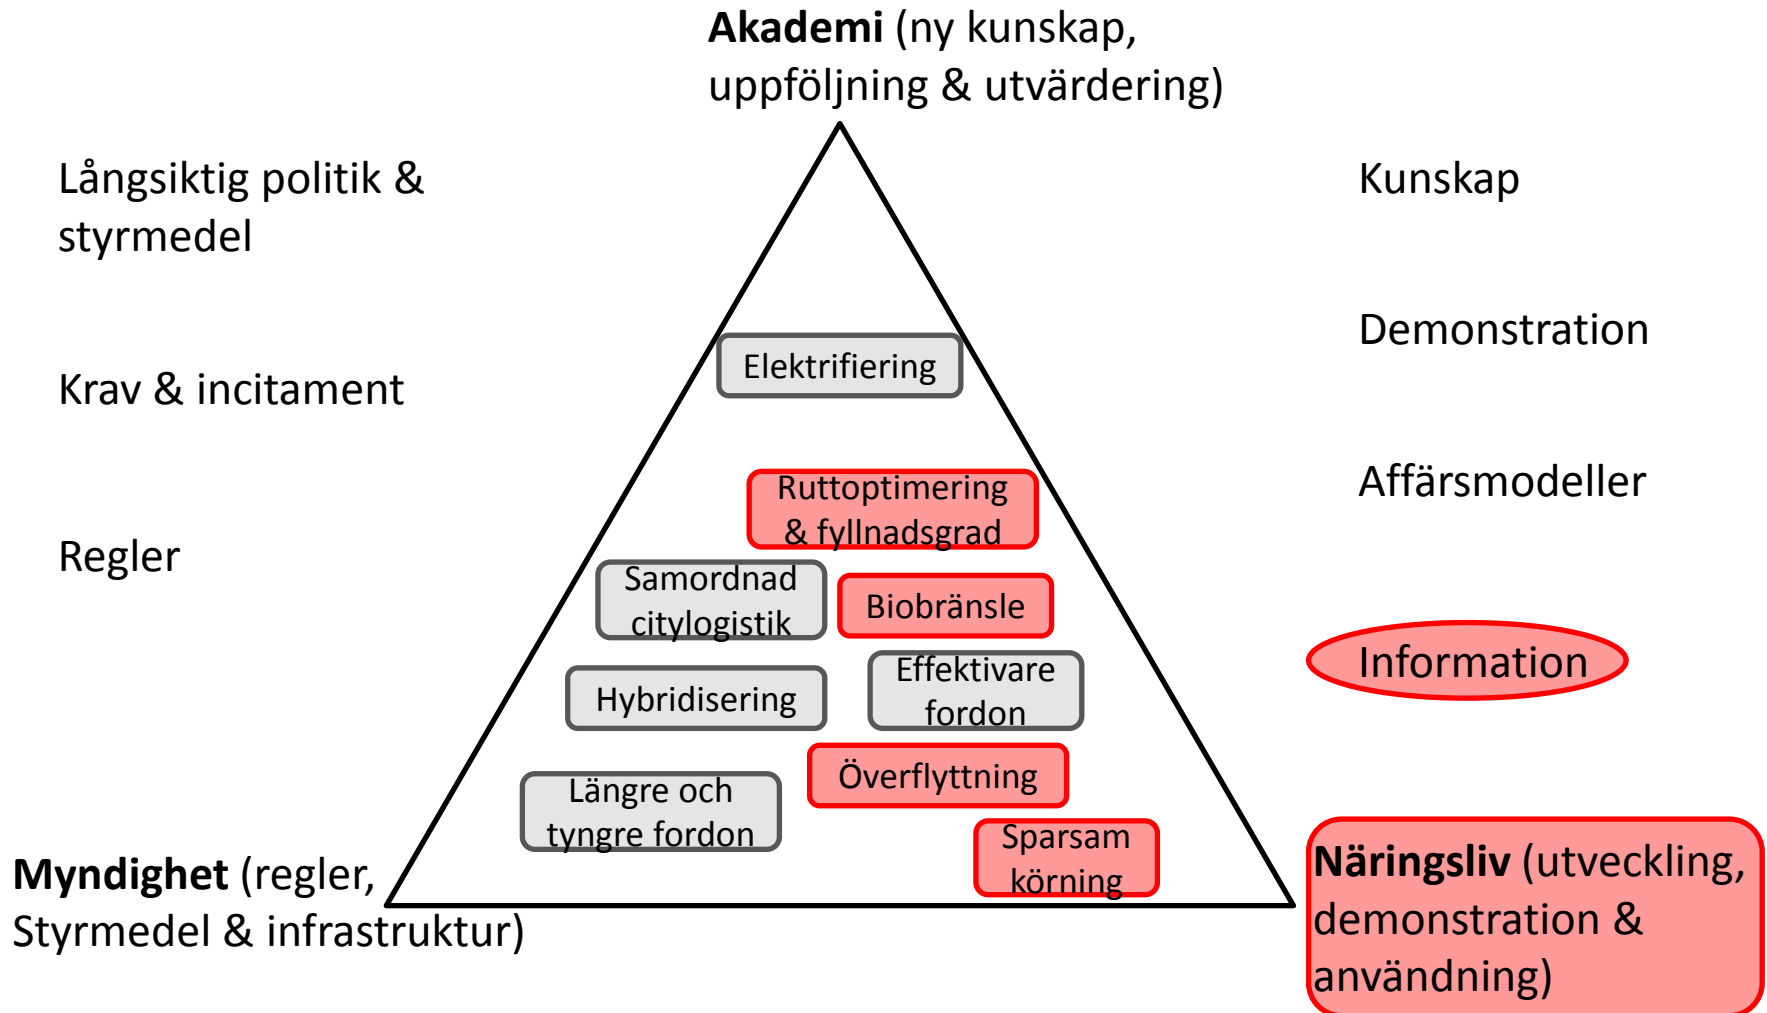 Akademi (ny kunskap,
uppföljning & utvärdering)
Långsiktig politik &
styrmedel
Krav & incitament
Regler
Kunskap
Demonstration
Affärsmodeller
Information
Elektrifiering
Ruttoptimering
& fyllnadsgrad
Samordnad
citylogistik
Biobränsle
Hybridisering
Effektivare
fordon
Överflyttning
Längre och
tyngre fordon
Sparsam
körning
Myndighet (regler,
Styrmedel & infrastruktur)
Näringsliv (utveckling,
demonstration &
användning)